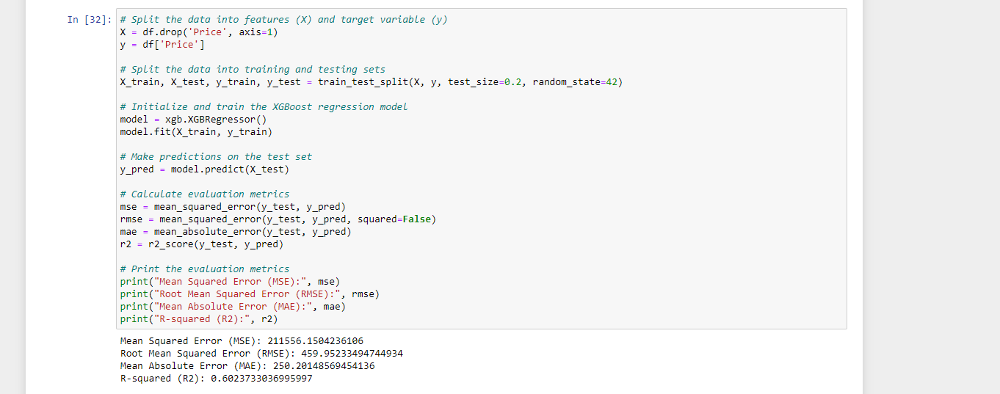 In [32]: # Split the data into features (X) and target variable (y)
X = df.drop('Price', axis=1)
y = df['Price']
# Split the data into training and testing sets
X_train, X_test, y_train, y_test = train_test_split(X, y, test_size=0.2, random_state=42)
# Initialize and train the XGBoost regression model
model = xgb.XGBRegressor()
model.fit(X_train, y_train)
# Make predictions on the test set
y_pred = model.predict(X_test)
# Calculate evaluation metrics
mse = mean_squared_error(y_test, y_pred)
rmse = mean_squared_error(y_test, y_pred, squared=False)
mae = mean_absolute_error(y_test, y_pred)
r2 = r2_score(y_test, y_pred)
# Print the evaluation metrics
print("Mean Squared Error (MSE):", mse)
print("Root Mean Squared Error (RMSE):", rmse)
print("Mean Absolute Error (MAE):", mae)
print("R-squared (R2):", r2)
Mean Squared Error (MSE): 211556.1504236106
Root Mean Squared Error (RMSE): 459.95233494744934
Mean Absolute Error (MAE): 250.20148569454136
R-squared (R2): 0.6023733036995997